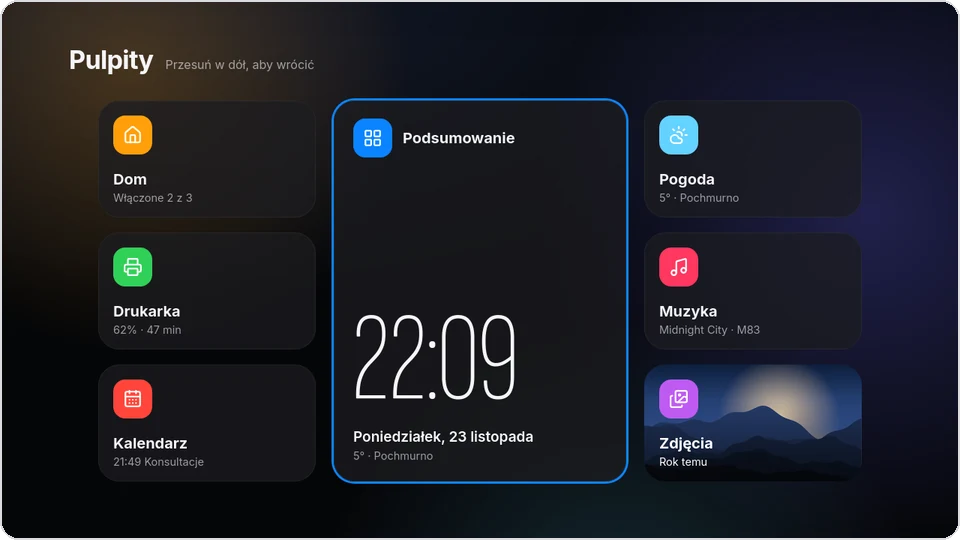 Pulpity
Przesuń w dół, aby wrócić
Dom
Włączone 2 z 3
Drukarka
62% · 47 min
Kalendarz
21:49 Konsultacje
Podsumowanie
22:09
Poniedziałek, 23 listopada
5° · Pochmurno
Pogoda
5° · Pochmurno
Muzyka
Midnight City · M83
Zdjęcia
Rok temu